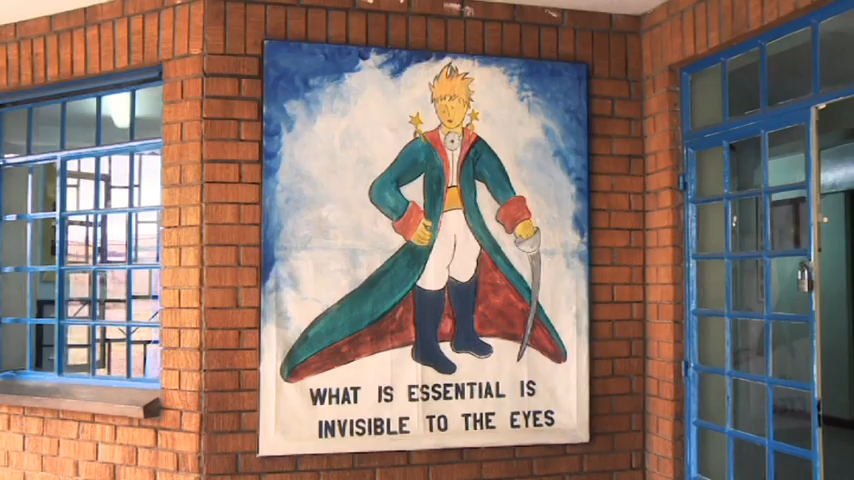 WHAT IS ESSENTIAL IS
INVISIBLE TO THE EYES